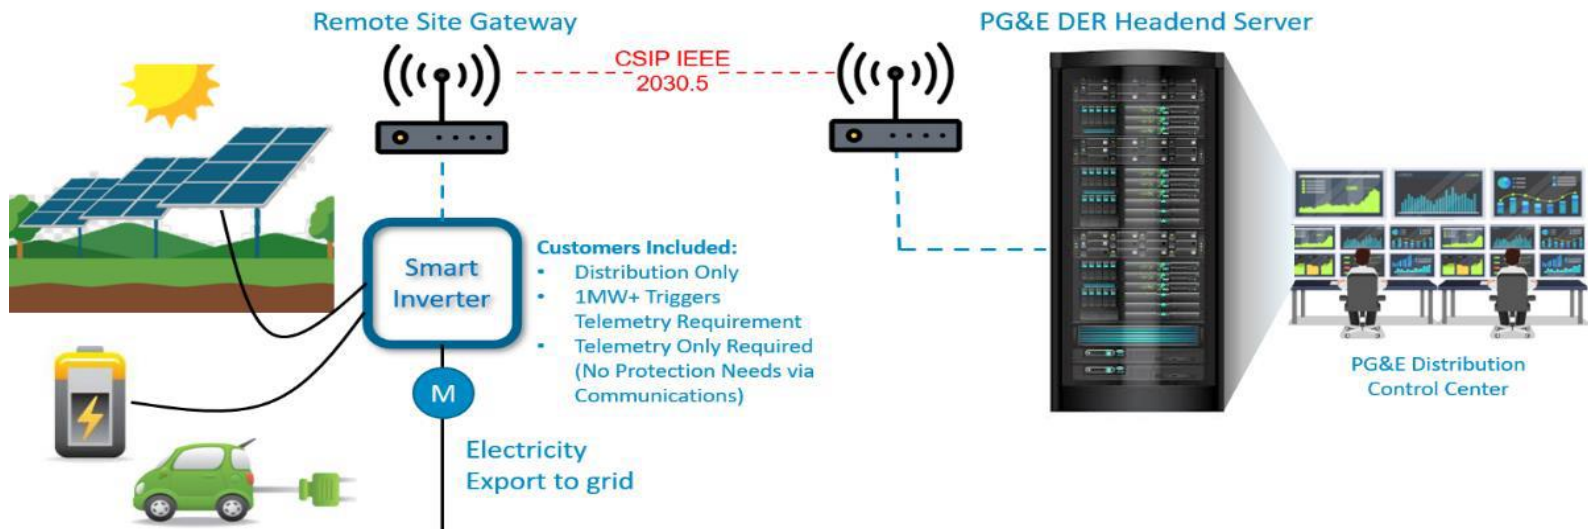 Remote Site Gateway
PG&E DER Headend Server
CSIP IEEE
2030.5
Smart
Inverter
Customers Included:
• Distribution Only
• 1MW+ Triggers
Telemetry Requirement
• Telemetry Only Required
(No Protection Needs via
Communications)
M
Electricity
Export to grid
PG&E Distribution
Control Center